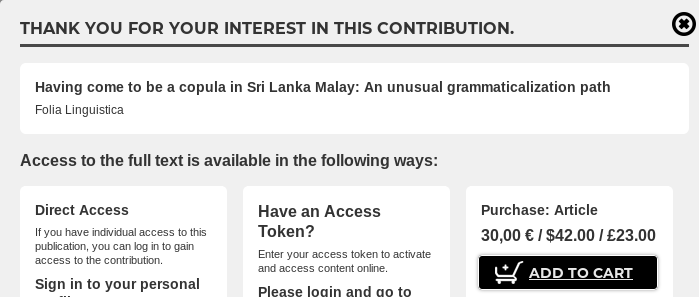 THANK YOU FOR YOUR INTEREST IN THIS CONTRIBUTION.
Having come to be a copula in Sri Lanka Malay: An unusual grammaticalization path
Folia Linguistica
Access to the full text is available in the following ways:
Direct Access
If you have individual access to this
publication, you can log in to gain
access to the contribution.
Sign in to your personal
Have an Access
Token?
Enter your access token to activate
and access content online.
Please login and go to
Purchase: Article
30,00 € / $42.00 / £23.00
ADD TO CART